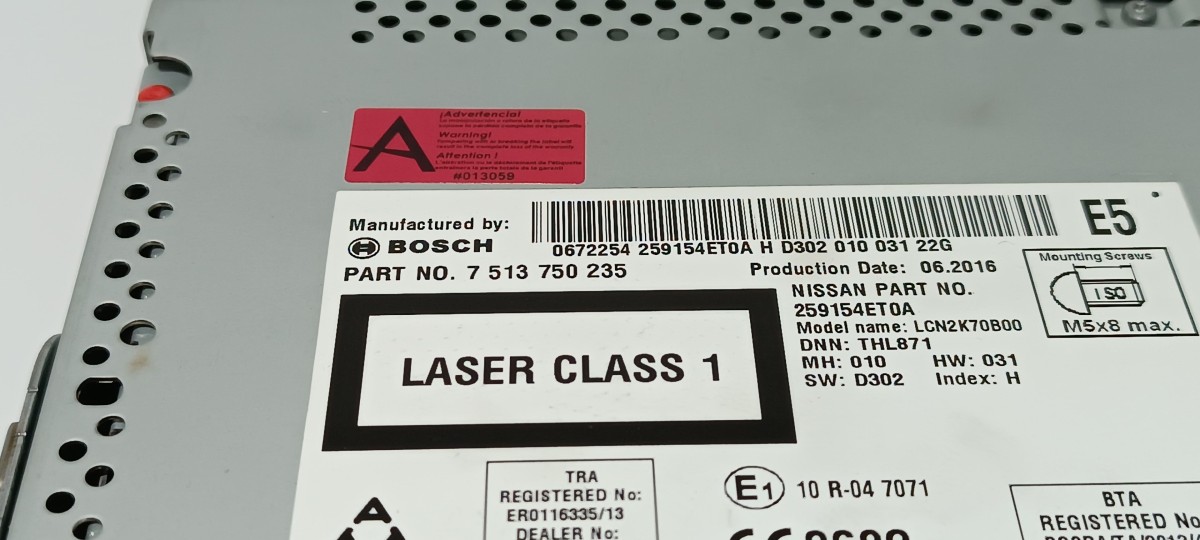 ¡Advertencia!
Warning!
Attention !
#013059
Manufactured by:
BOSCH
0672254 259154ET0A H D302 010 031 22G
E5
PART NO. 7 513 750 235
Production Date: 06.2016
NISSAN PART NO.
259154ET0A
Model name: LCN2K70B00
DNN: THL871
MH: 010 HW: 031
SW: D302 Index: H
Mounting Screws
ISO
M5x8 max.
LASER CLASS 1
TRA
REGISTERED No:
ER0116335/13
DEALER No:
E1 10 R-04 7071
BTA
REGISTERED No